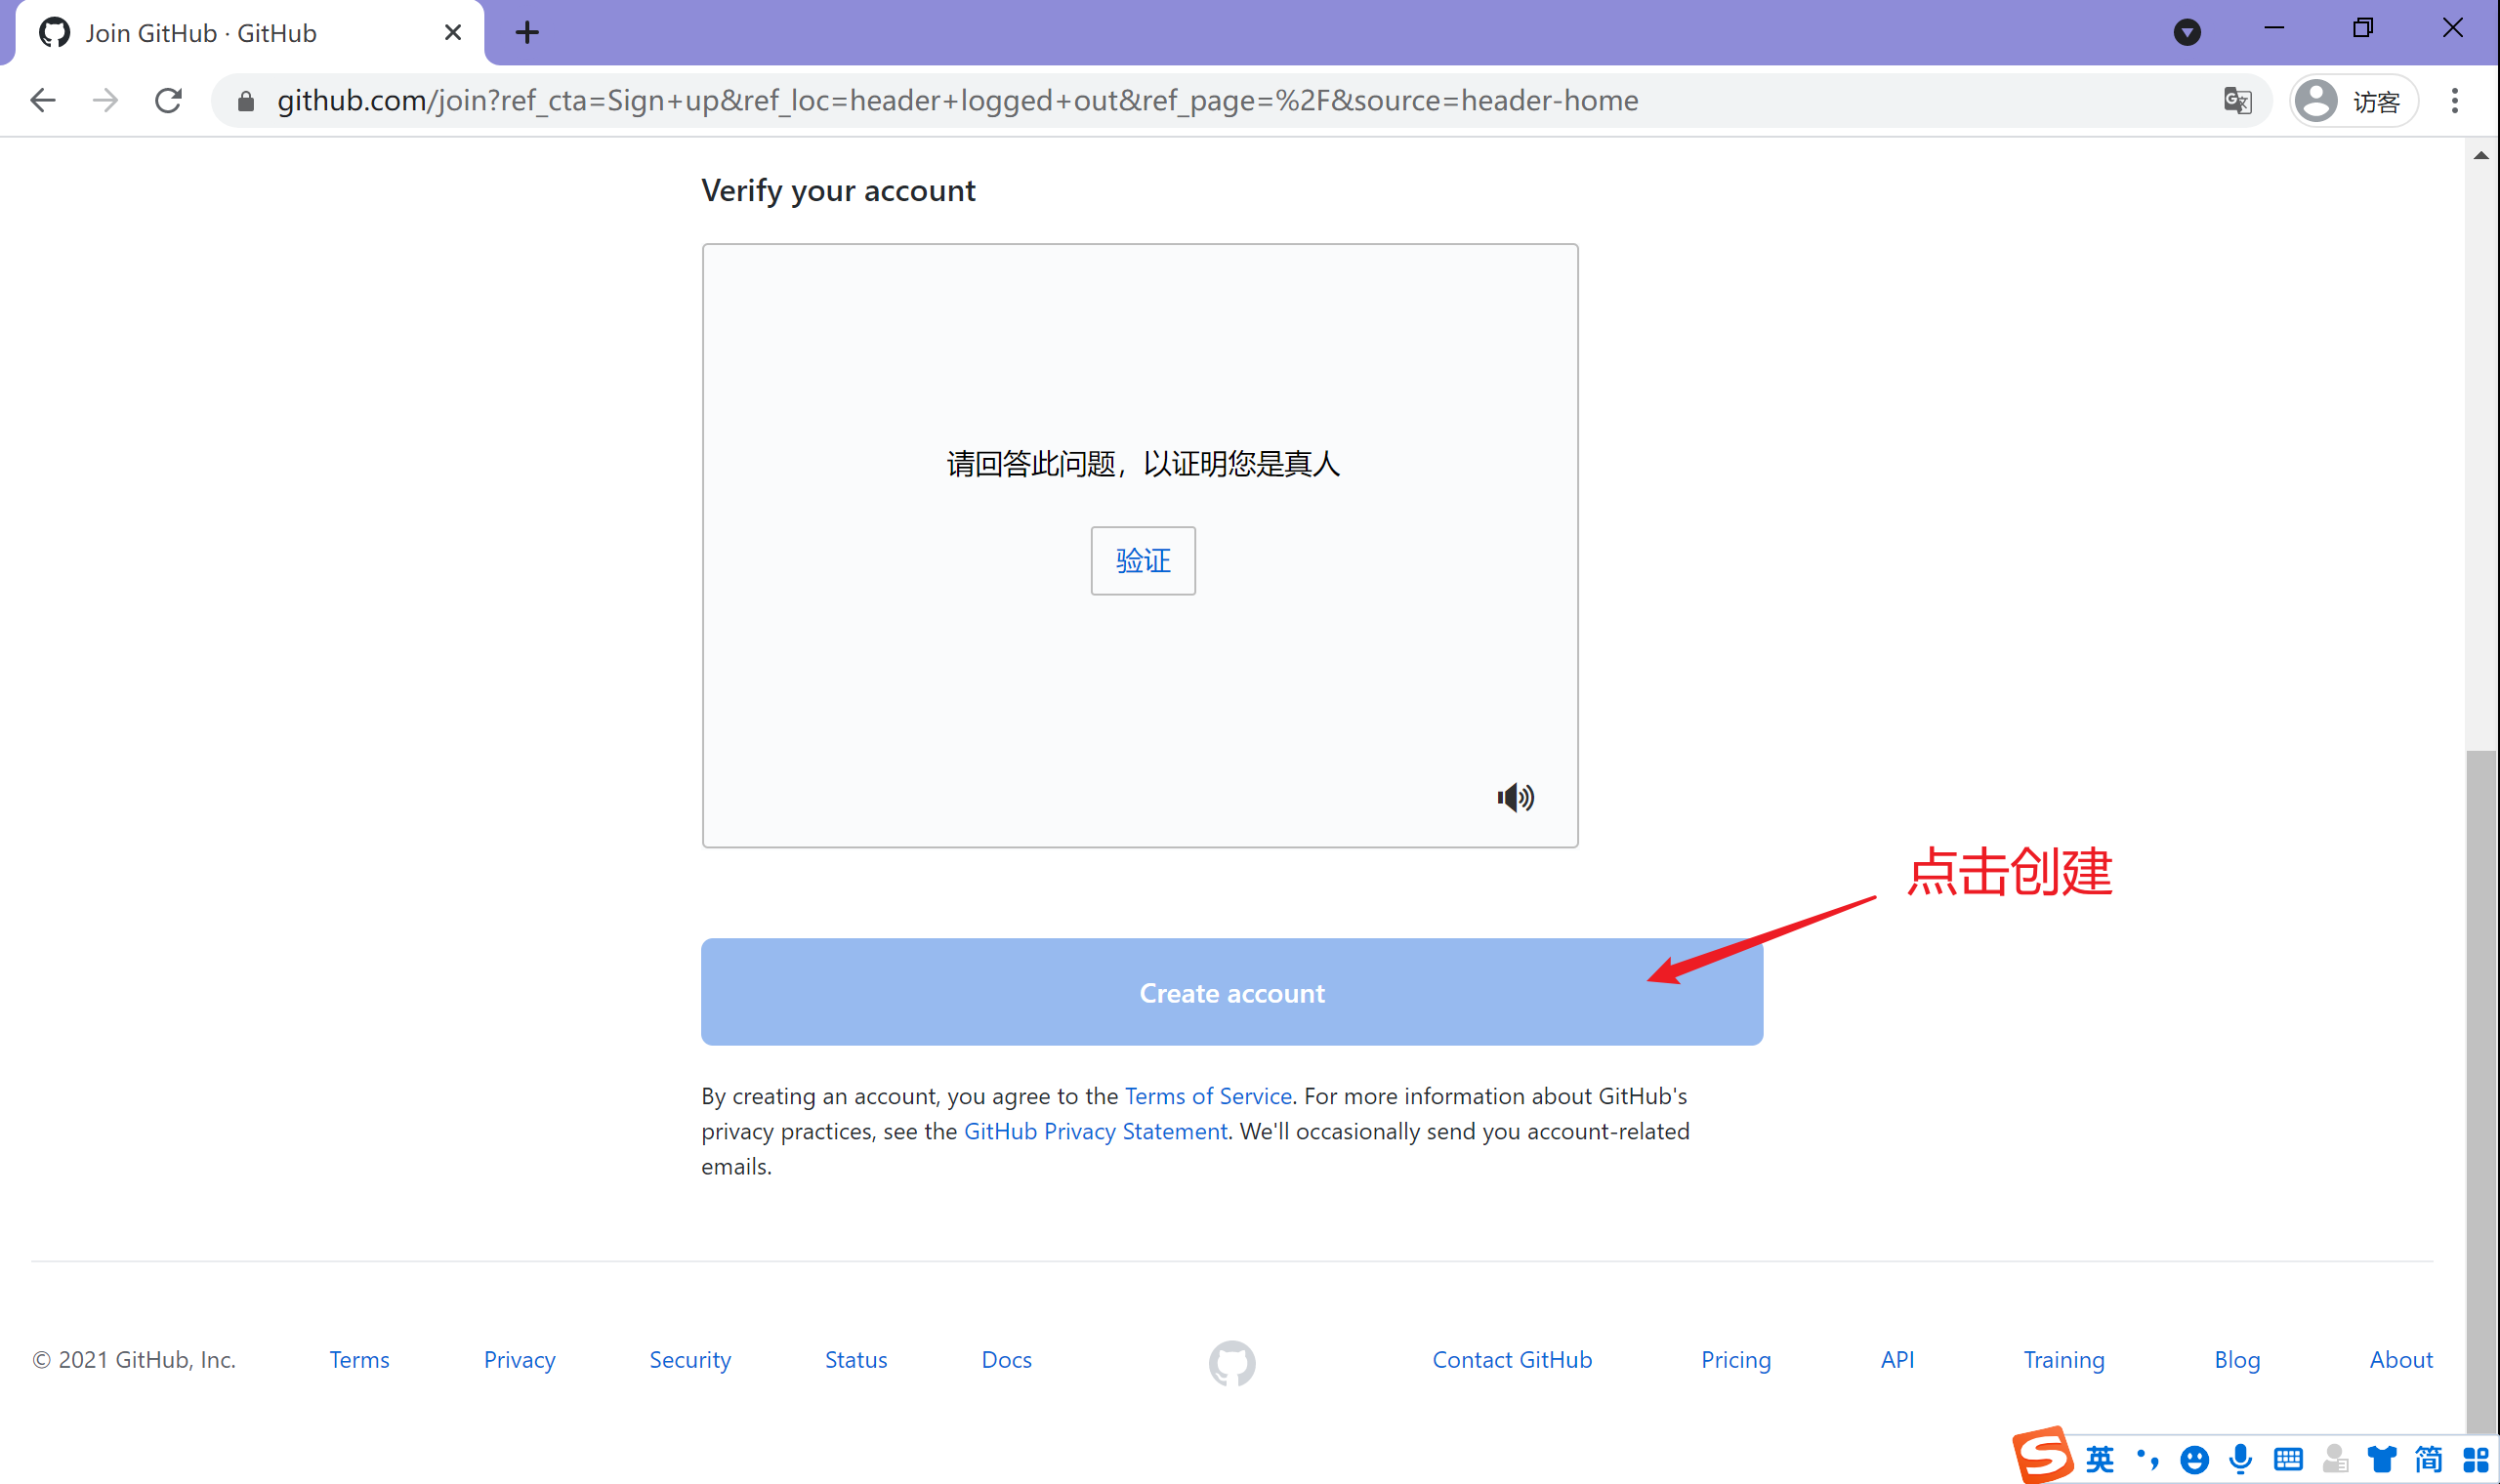 Join GitHub · GitHub
github.com/join?ref_cta=Sign+up&ref_loc=header+logged+out&ref_page=%2F&source=header-home
访客
Verify your account
请回答此问题，以证明您是真人
验证
点击创建
Create account
By creating an account, you agree to the Terms of Service. For more information about GitHub's
privacy practices, see the GitHub Privacy Statement. We'll occasionally send you account-related
emails.
© 2021 GitHub, Inc. Terms Privacy Security Status Docs Contact GitHub Pricing API Training Blog About
英 简